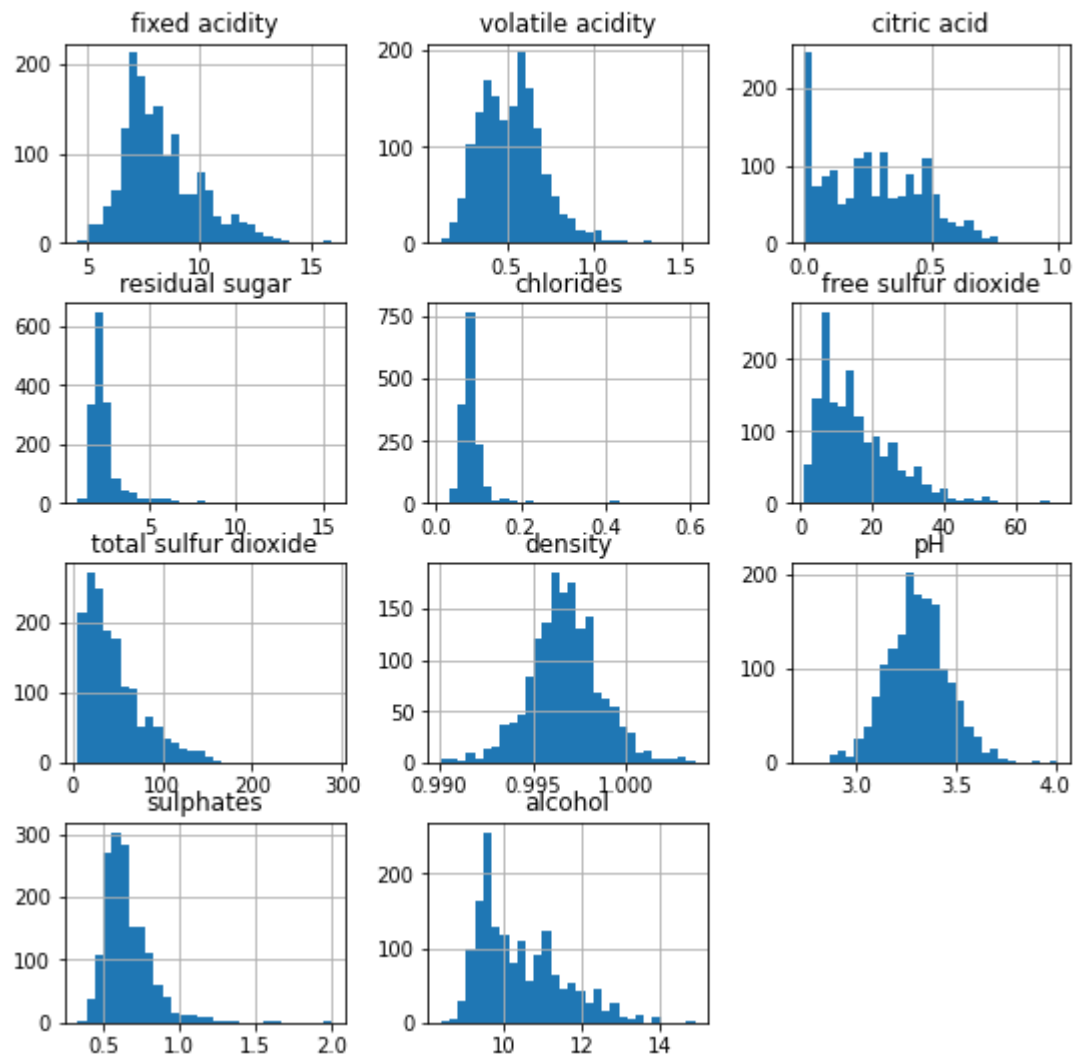 fixed acidity volatile acidity citric acid
200 200 200
100 100 100
0 0 0
5 10 15 0.5 1.0 1.5 0.0 0.5 1.0
residual sugar chlorides free sulfur dioxide
600 750 200
400 500 100
200 250
0 0 0
5 10 15 0.0 0.2 0.4 0.6 0 20 40 60
total sulfur dioxide density pH
200 150 200
100 100 100
50
0 0 0
0 100 200 300 0.990 0.995 1.000 3.0 3.5 4.0
sulphates alcohol
300 200
200 100
100
0 0
0.5 1.0 1.5 2.0 10 12 14